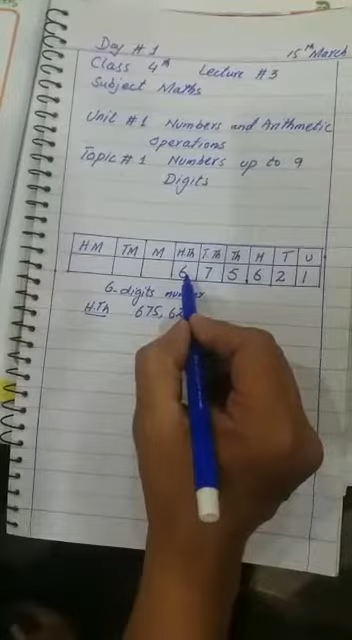 Day # 1
15th March
Class 4th Lecture # 3
Subject Maths
Unit # 1 Numbers and Arithmetic
Operations
Topic # 1 Numbers up to 9
Digits
HM TM M H.Th T.Th Th H T U
6 7 5 6 2 1
6-digits number
H.Th 675,62